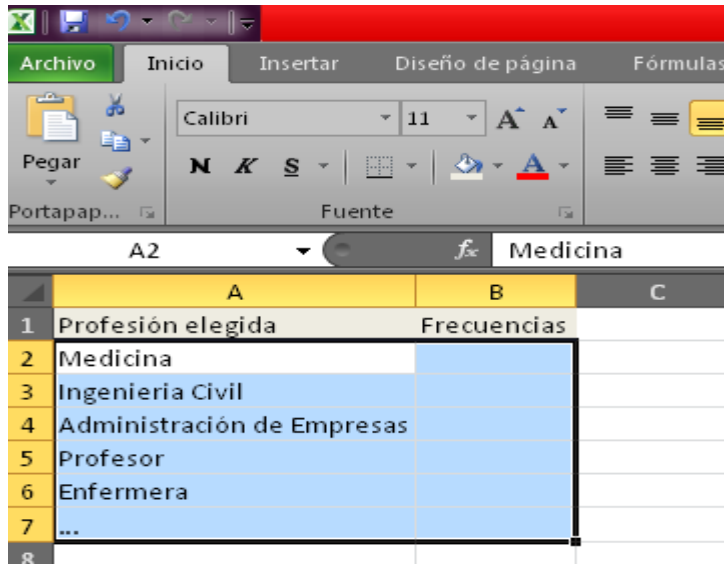 Archivo Inicio Insertar Diseño de página Fórmulas
Calibri 11 A A
Pegar N K S A
Portapap... Fuente
A2 fx Medicina
A B C
1 Profesión elegida Frecuencias
2 Medicina
3 Ingenieria Civil
4 Administración de Empresas
5 Profesor
6 Enfermera
7 ...
8